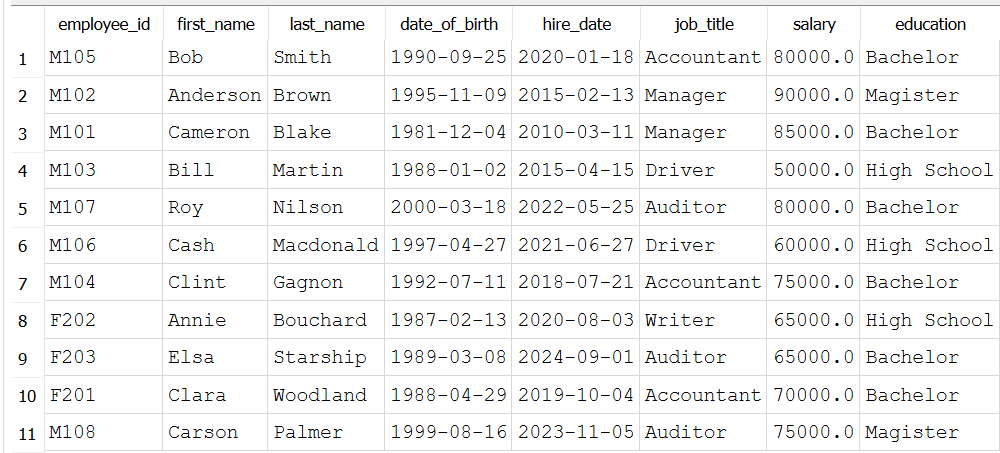 employee_id first_name last_name date_of_birth hire_date job_title salary education
1 M105 Bob Smith 1990-09-25 2020-01-18 Accountant 80000.0 Bachelor
2 M102 Anderson Brown 1995-11-09 2015-02-13 Manager 90000.0 Magister
3 M101 Cameron Blake 1981-12-04 2010-03-11 Manager 85000.0 Bachelor
4 M103 Bill Martin 1988-01-02 2015-04-15 Driver 50000.0 High School
5 M107 Roy Nilson 2000-03-18 2022-05-25 Auditor 80000.0 Bachelor
6 M106 Cash Macdonald 1997-04-27 2021-06-27 Driver 60000.0 High School
7 M104 Clint Gagnon 1992-07-11 2018-07-21 Accountant 75000.0 Bachelor
8 F202 Annie Bouchard 1987-02-13 2020-08-03 Writer 65000.0 High School
9 F203 Elsa Starship 1989-03-08 2024-09-01 Auditor 65000.0 Bachelor
10 F201 Clara Woodland 1988-04-29 2019-10-04 Accountant 70000.0 Bachelor
11 M108 Carson Palmer 1999-08-16 2023-11-05 Auditor 75000.0 Magister